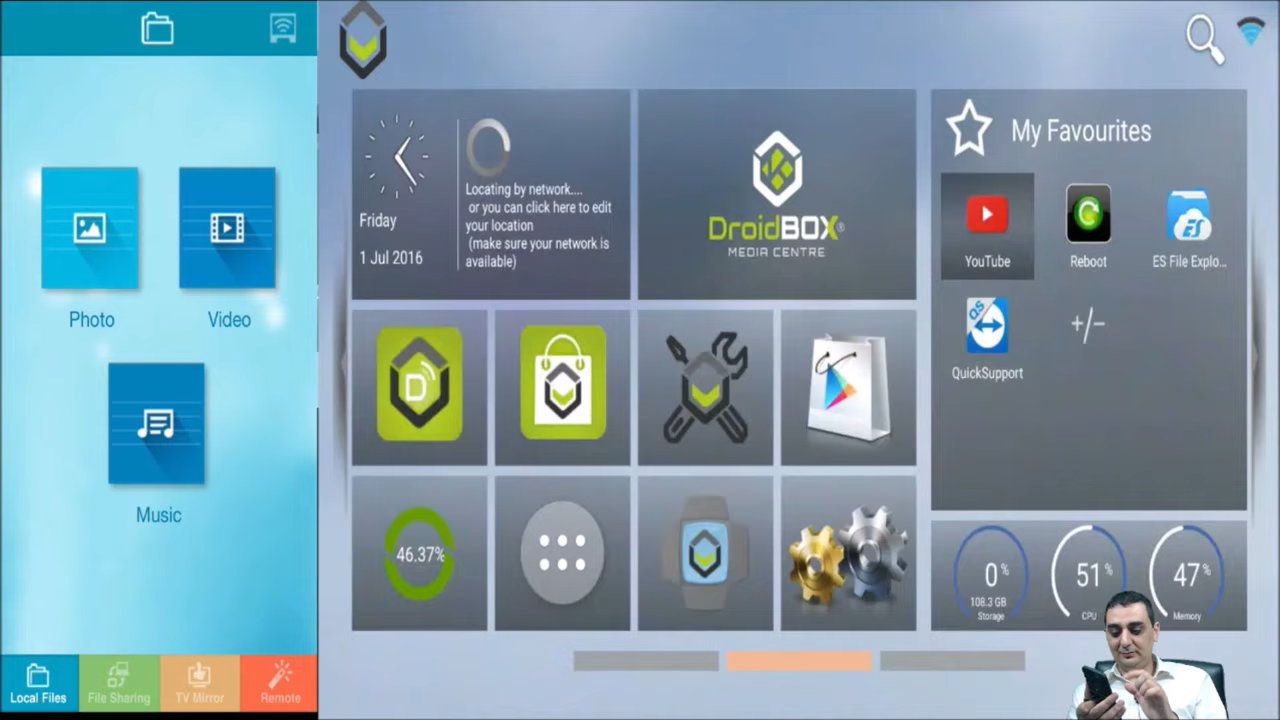 Photo
Video
Music
Local Files
File Sharing
TV Mirror
Remote
Friday
1 Jul 2016
Locating by network....
or you can click here to edit
your location
(make sure your network is
available)
DroidBOX®
MEDIA CENTRE
My Favourites
YouTube
Reboot
ES
ES File Explo...
QS
QuickSupport
+/-
D
46.37%
0%
108.3 GB
Storage
51%
CPU
47%
Memory